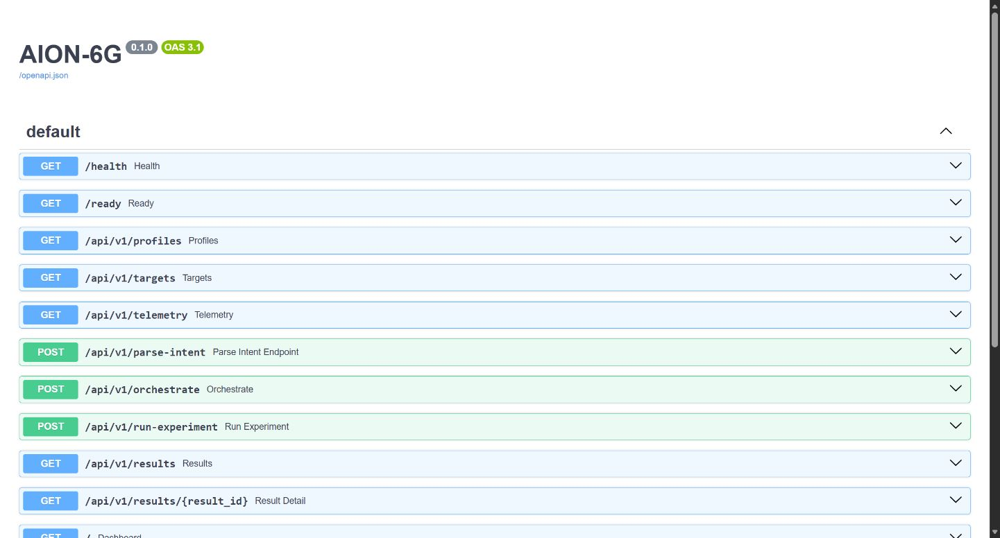 AION-6G 0.1.0 OAS 3.1
/openapi.json
default
GET /health Health
GET /ready Ready
GET /api/v1/profiles Profiles
GET /api/v1/targets Targets
GET /api/v1/telemetry Telemetry
POST /api/v1/parse-intent Parse Intent Endpoint
POST /api/v1/orchestrate Orchestrate
POST /api/v1/run-experiment Run Experiment
GET /api/v1/results Results
GET /api/v1/results/{result_id} Result Detail
GET / Dashboard